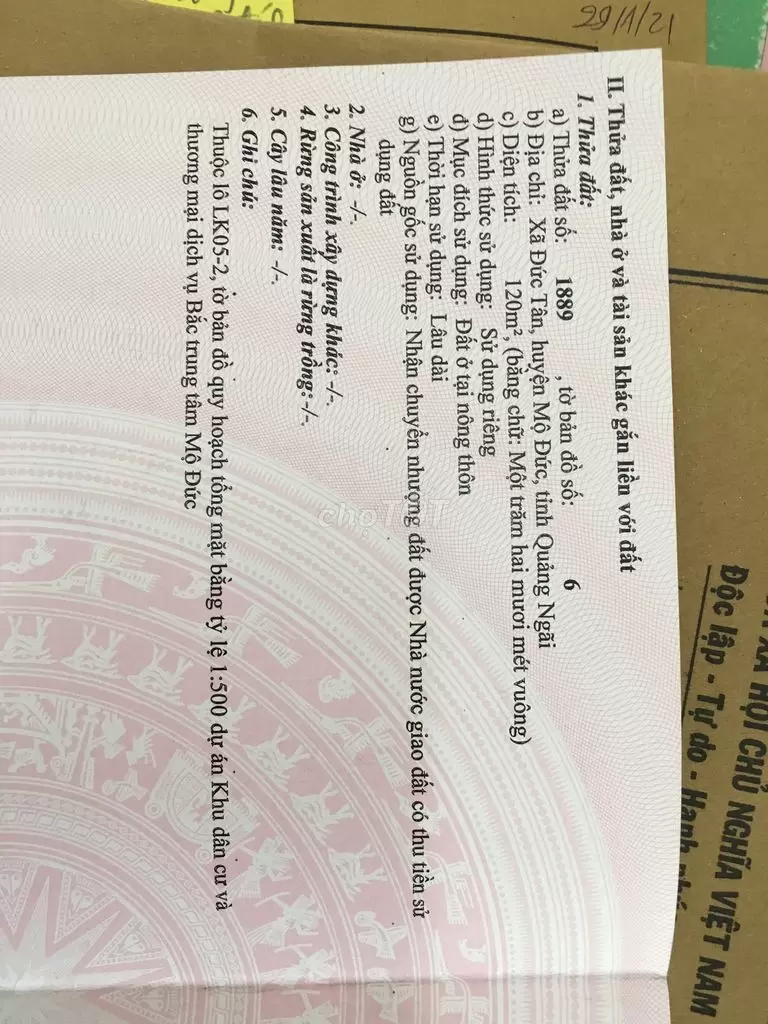 29/1/21
XÃ HỘI CHỦ NGHĨA VIỆT NAM
Độc lập - Tự do - Hạnh phúc
II. Thửa đất, nhà ở và tài sản khác gắn liền với đất
1. Thửa đất:
a) Thửa đất số: 1889 , tờ bản đồ số: 6
b) Địa chỉ: Xã Đức Tân, huyện Mộ Đức, tỉnh Quảng Ngãi
c) Diện tích: 120m², (bằng chữ: Một trăm hai mươi mét vuông)
d) Hình thức sử dụng: Sử dụng riêng
đ) Mục đích sử dụng: Đất ở tại nông thôn
e) Thời hạn sử dụng: Lâu dài
g) Nguồn gốc sử dụng: Nhận chuyển nhượng đất được Nhà nước giao đất có thu tiền sử
dụng đất
2. Nhà ở: -/-.
3. Công trình xây dựng khác: -/-.
4. Rừng sản xuất là rừng trồng: -/-.
5. Cây lâu năm: -/-.
6. Ghi chú:
Thuộc lô LK05-2, tờ bản đồ quy hoạch tổng mặt bằng tỷ lệ 1:500 dự án Khu dân cư và
thương mại dịch vụ Bắc trung tâm Mộ Đức
choTỐT